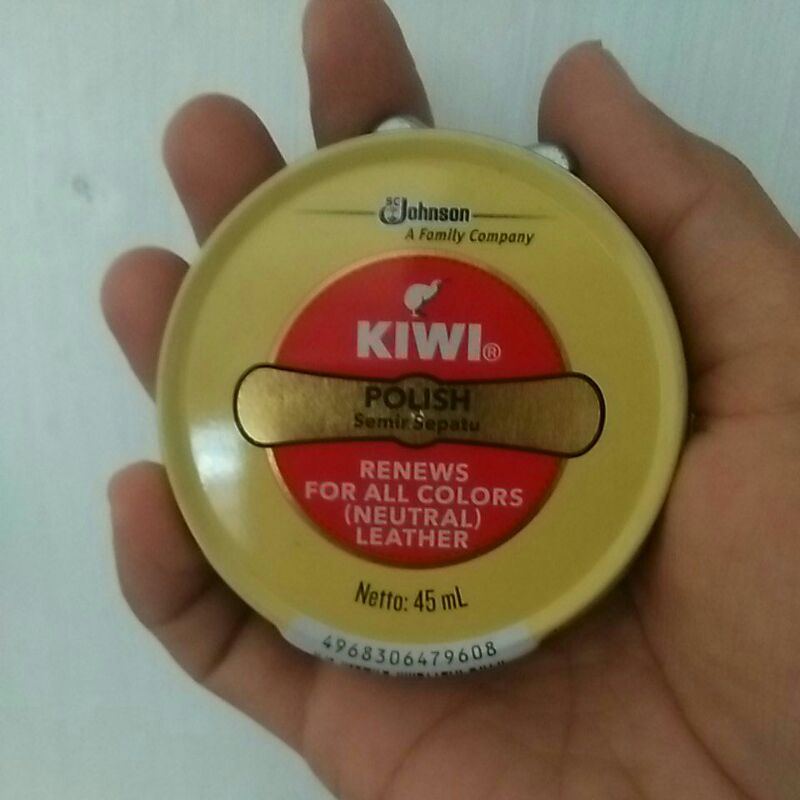 SC Johnson
A Family Company
KIWI®
POLISH
Semir Sepatu
RENEWS
FOR ALL COLORS
(NEUTRAL)
LEATHER
Netto: 45 mL
4968306479608